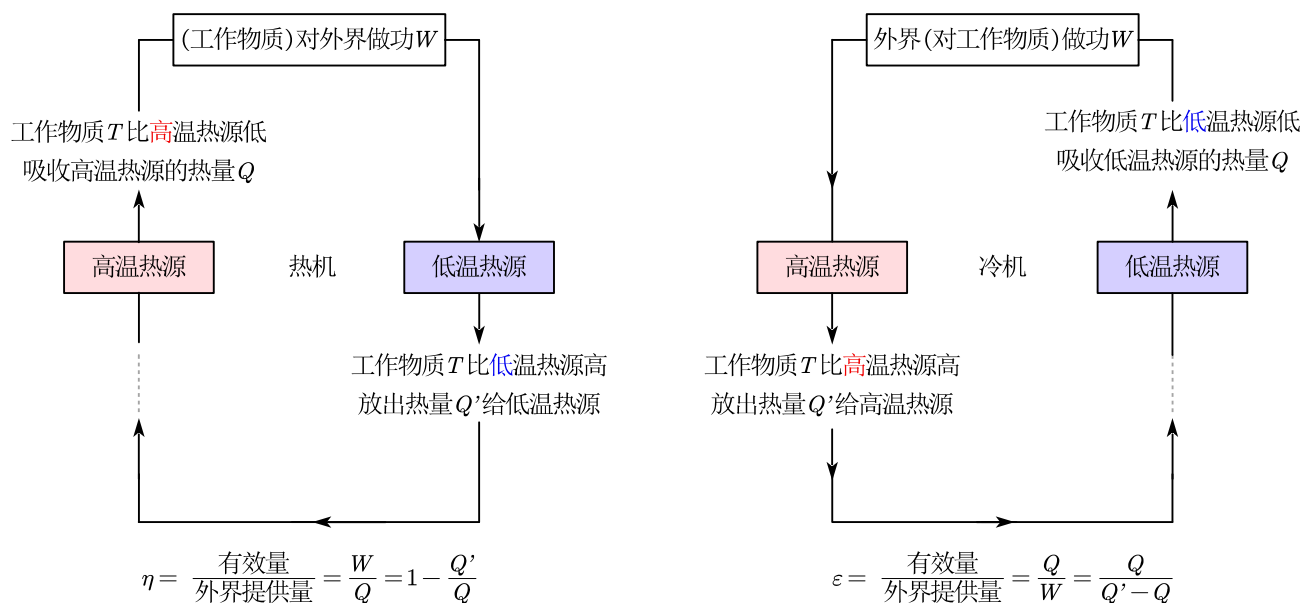 (工作物质)对外界做功W
工作物质T比高温热源低
吸收高温热源的热量Q
高温热源
热机
低温热源
工作物质T比低温热源高
放出热量Q'给低温热源
η = 有效量/外界提供量 = W/Q = 1 − Q'/Q
外界(对工作物质)做功W
工作物质T比低温热源低
吸收低温热源的热量Q
高温热源
冷机
低温热源
工作物质T比高温热源高
放出热量Q'给高温热源
ε = 有效量/外界提供量 = Q/W = Q/(Q' − Q)